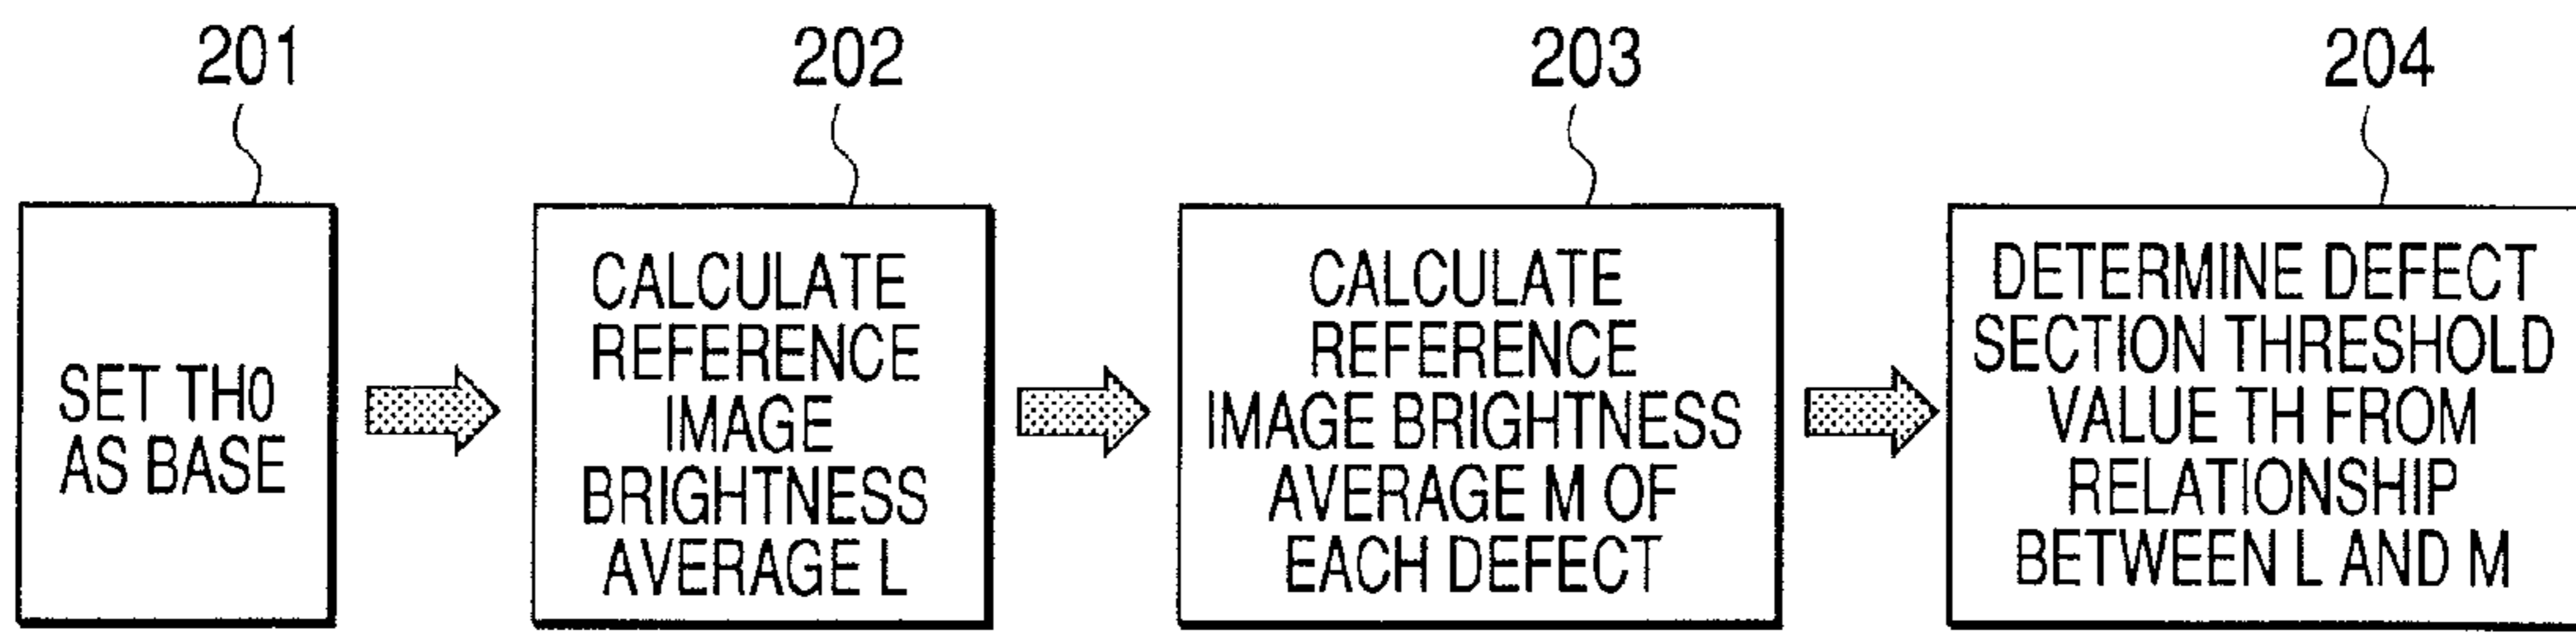 201
202
203
204
SET TH0
AS BASE
CALCULATE
REFERENCE
IMAGE
BRIGHTNESS
AVERAGE L
CALCULATE
REFERENCE
IMAGE BRIGHTNESS
AVERAGE M OF
EACH DEFECT
DETERMINE DEFECT
SECTION THRESHOLD
VALUE TH FROM
RELATIONSHIP
BETWEEN L AND M